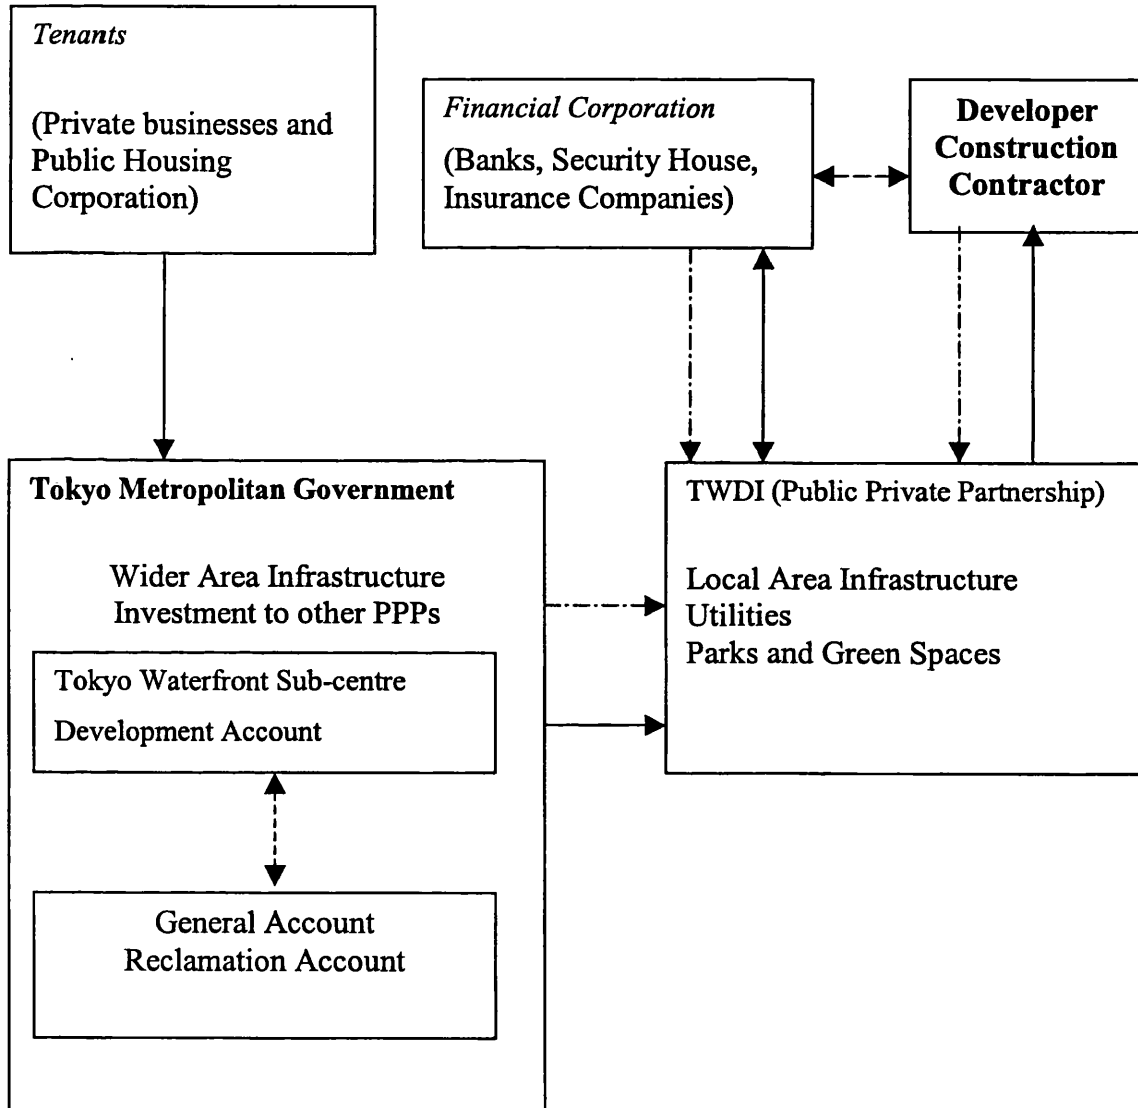 Tenants
(Private businesses and
Public Housing
Corporation)
Financial Corporation
(Banks, Security House,
Insurance Companies)
Developer
Construction
Contractor
Tokyo Metropolitan Government
Wider Area Infrastructure
Investment to other PPPs
Tokyo Waterfront Sub-centre
Development Account
General Account
Reclamation Account
TWDI (Public Private Partnership)
Local Area Infrastructure
Utilities
Parks and Green Spaces